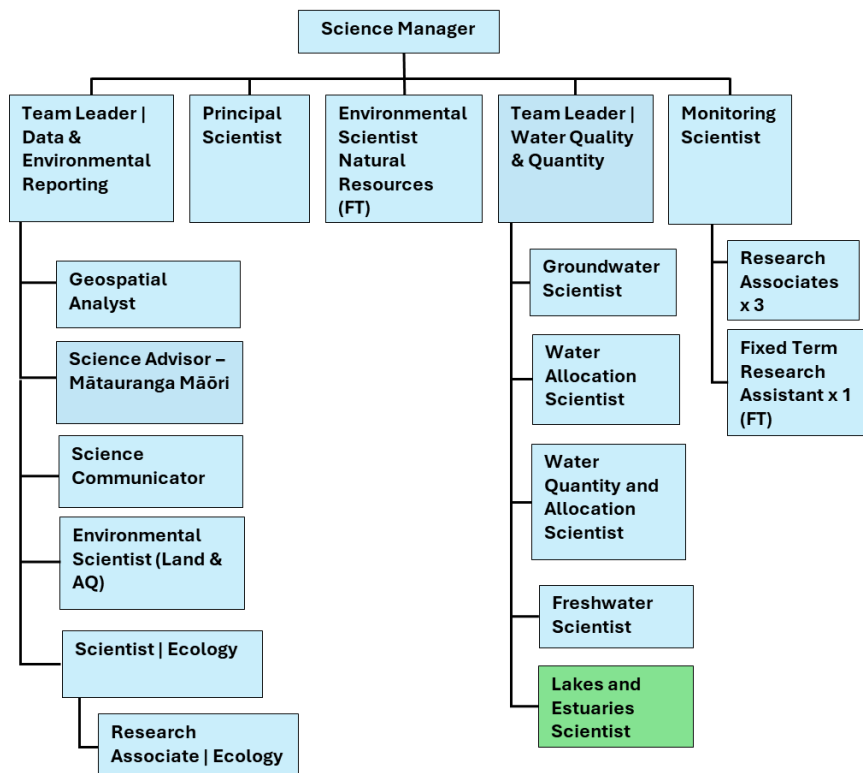 Science Manager
Team Leader |
Data &
Environmental
Reporting
Principal
Scientist
Environmental
Scientist
Natural
Resources
(FT)
Team Leader |
Water Quality
& Quantity
Monitoring
Scientist
Geospatial
Analyst
Science Advisor –
Mātauranga Māōri
Science
Communicator
Environmental
Scientist (Land &
AQ)
Scientist | Ecology
Research
Associate | Ecology
Groundwater
Scientist
Water
Allocation
Scientist
Water
Quantity and
Allocation
Scientist
Freshwater
Scientist
Lakes and
Estuaries
Scientist
Research
Associates
x 3
Fixed Term
Research
Assistant x 1
(FT)